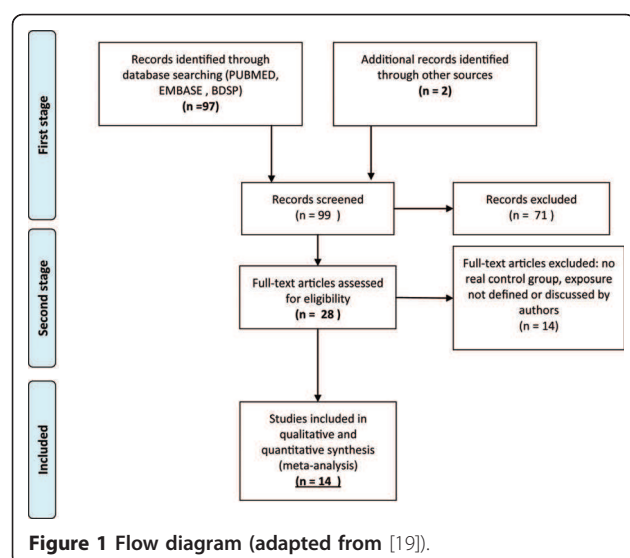 First stage
Records identified through
database searching (PUBMED,
EMBASE , BDSP)
(n =97)
Additional records identified
through other sources
(n = 2)
Records screened
(n = 99 )
Records excluded
(n = 71)
Second stage
Full-text articles assessed
for eligibility
(n = 28 )
Full-text articles excluded: no
real control group, exposure
not defined or discussed by
authors
(n = 14)
Included
Studies included in
qualitative and
quantitative synthesis
(meta-analysis)
(n = 14 )
Figure 1 Flow diagram (adapted from [19]).